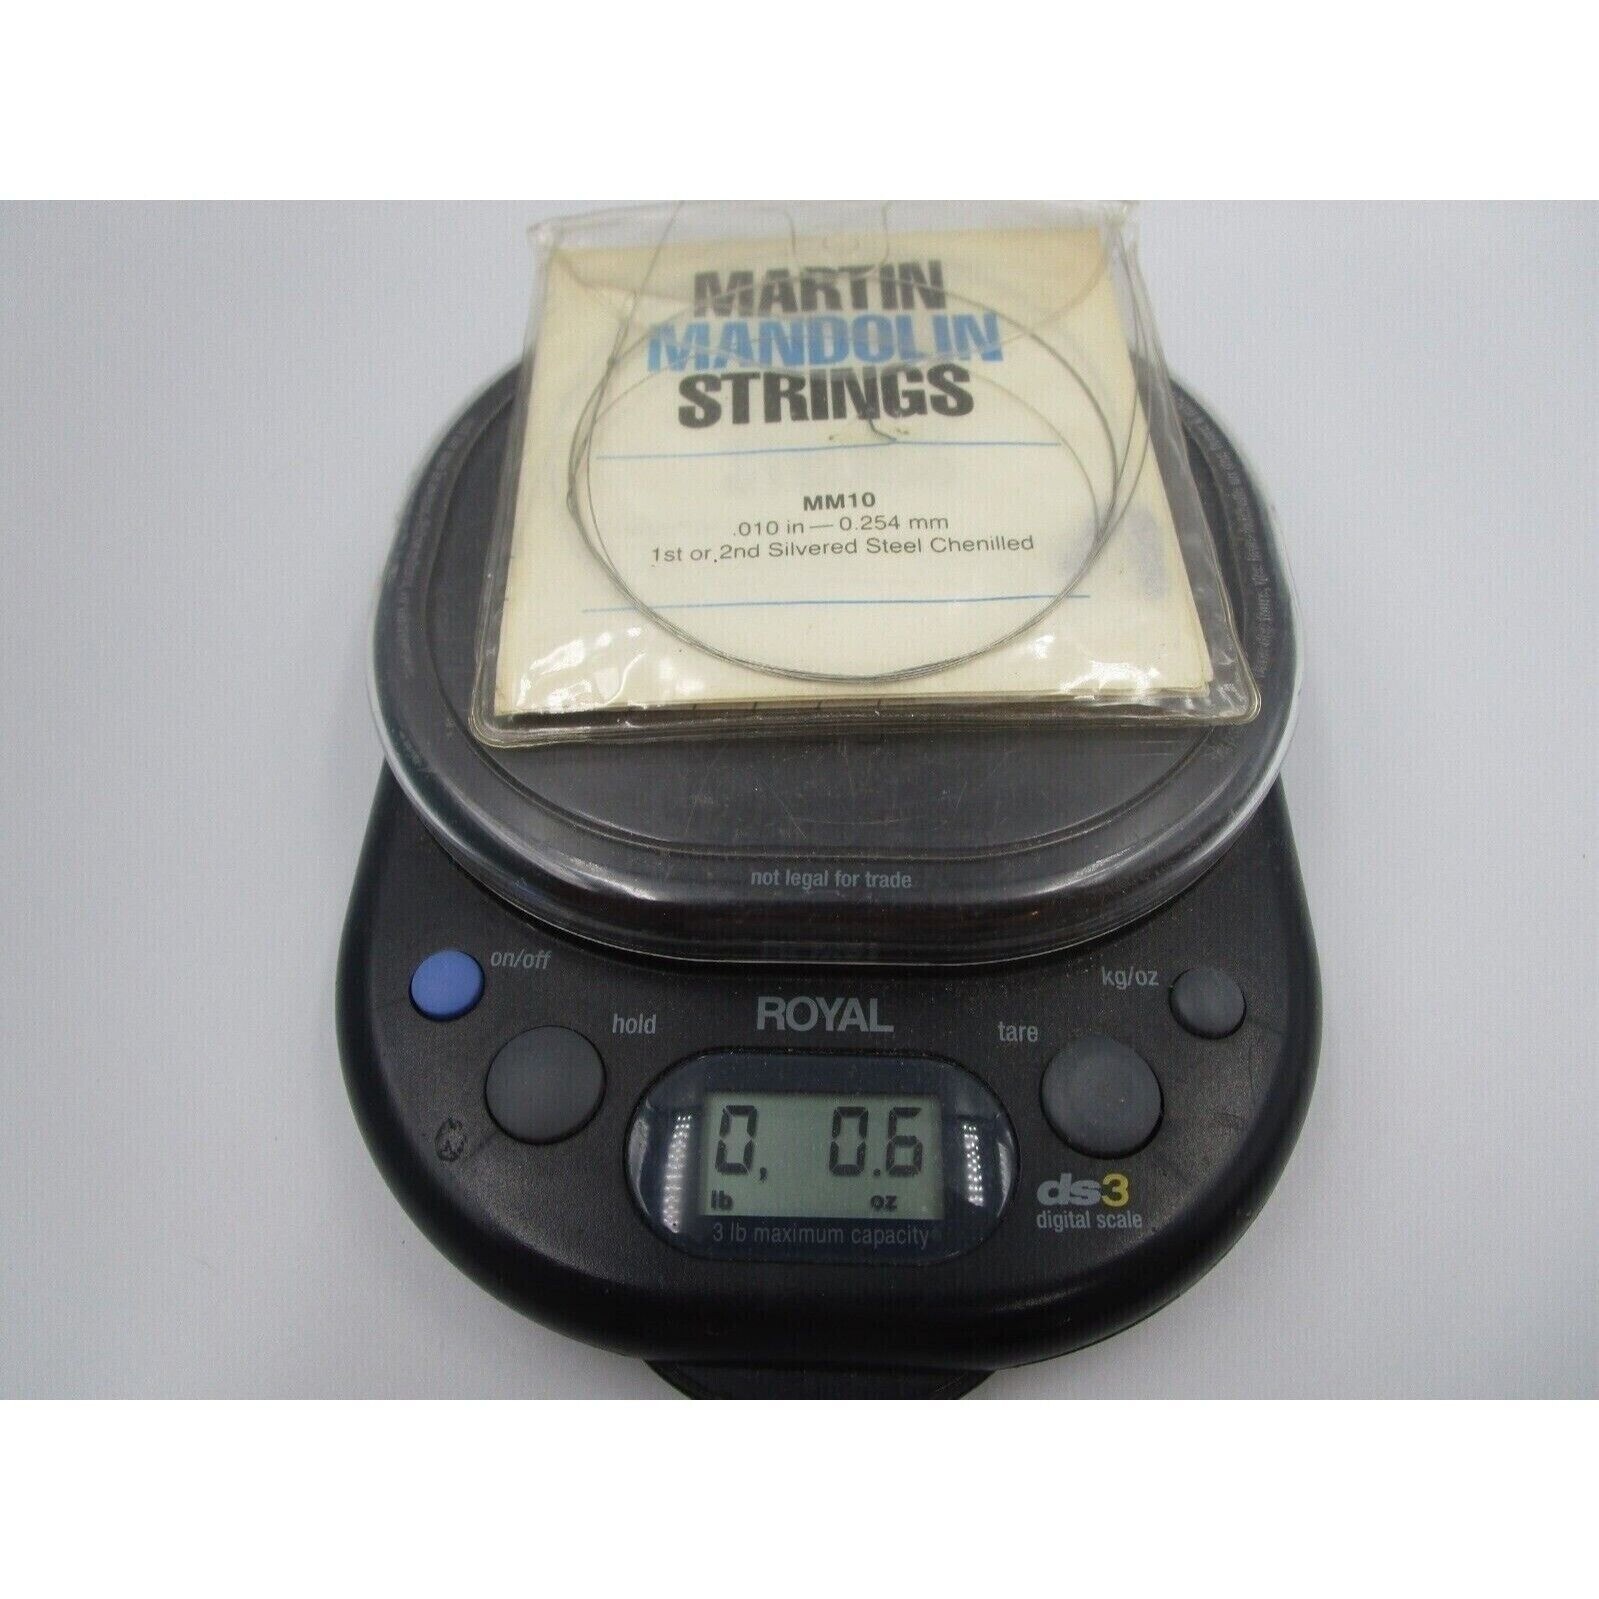 MARTIN
MANDOLIN
STRINGS
MM10
.010 in — 0.254 mm
1st or 2nd Silvered Steel Chenilled
not legal for trade
on/off
kg/oz
hold
ROYAL
tare
0, 0.6
lb oz
3 lb maximum capacity
ds3
digital scale